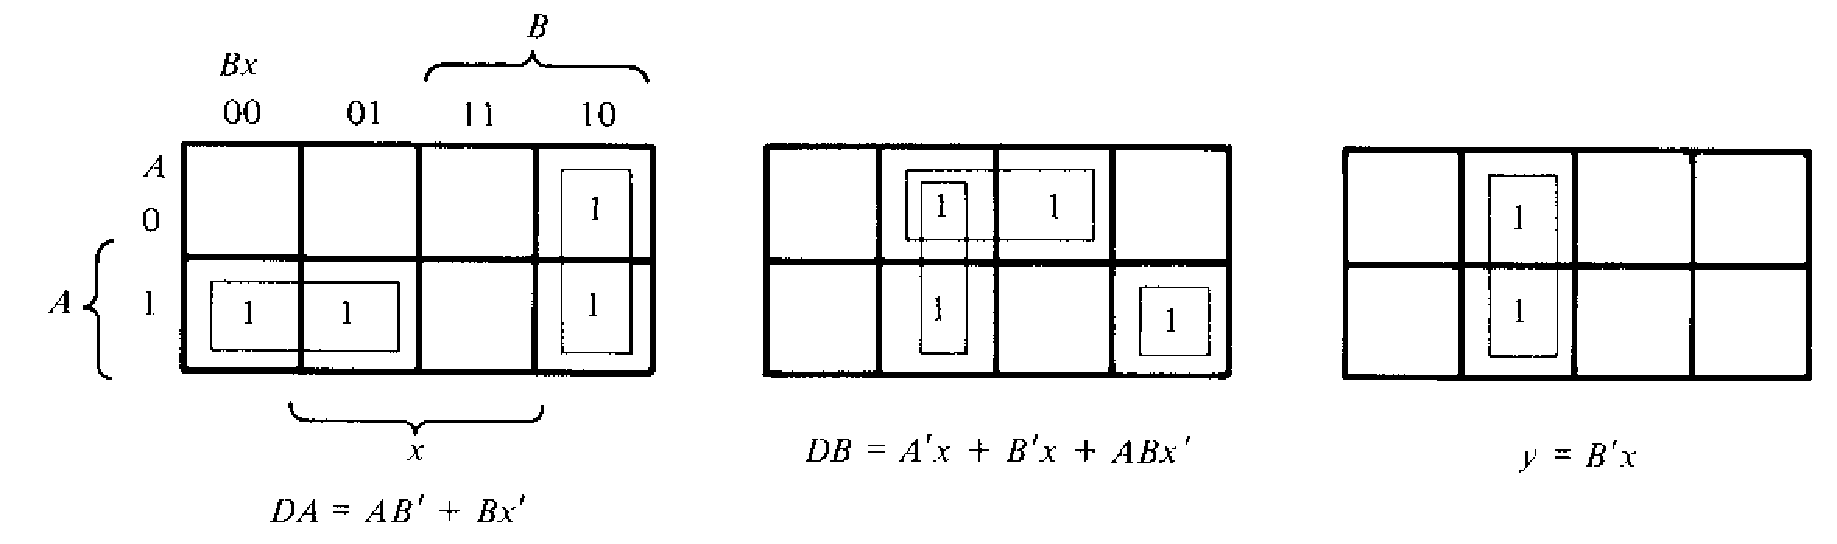 B
Bx
00 01 11 10
A
0
1
A
1
1 1 1
x
DA = AB′ + Bx′
1 1
1 1
DB = A′x + B′x + ABx′
1
1
y = B′x